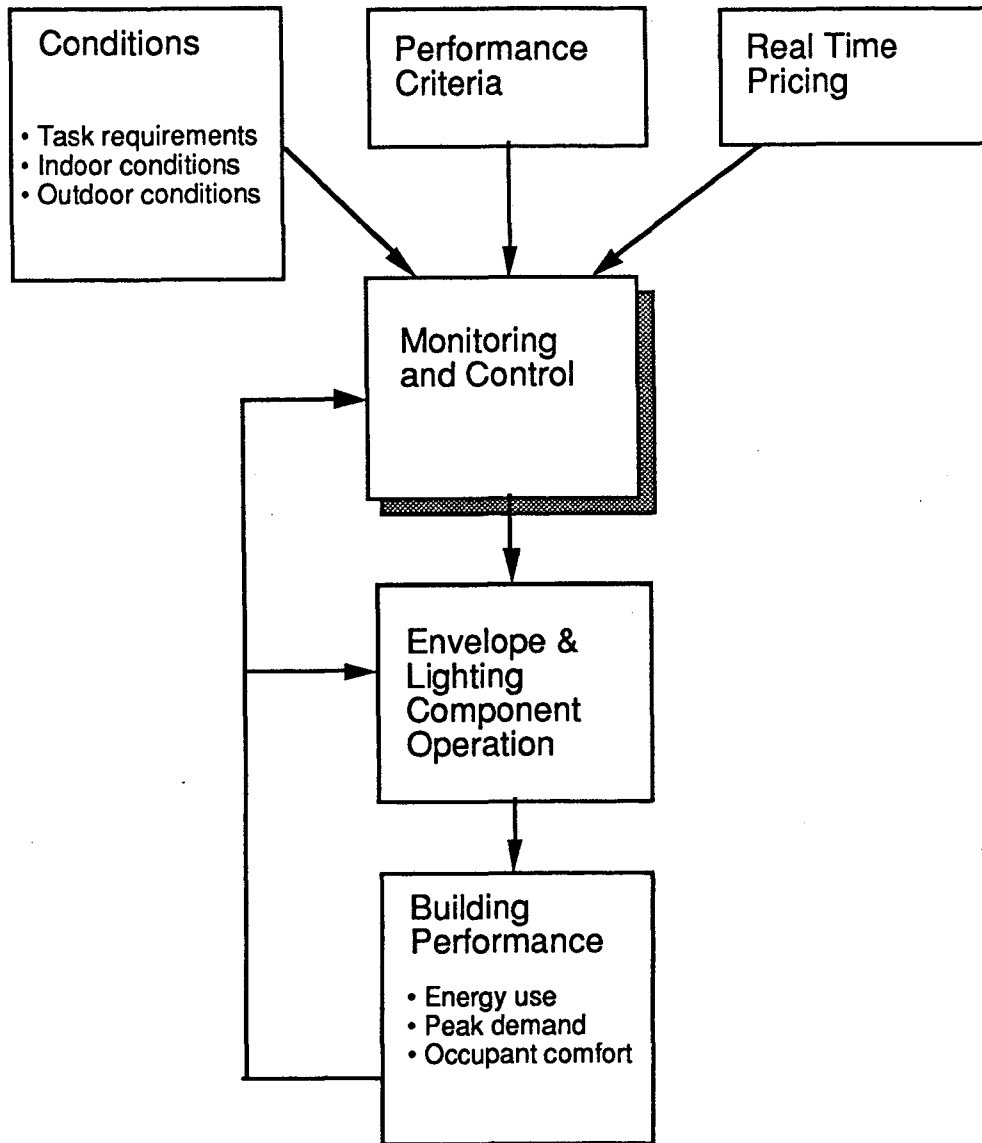 Conditions
• Task requirements
• Indoor conditions
• Outdoor conditions
Performance
Criteria
Real Time
Pricing
Monitoring
and Control
Envelope &
Lighting
Component
Operation
Building
Performance
• Energy use
• Peak demand
• Occupant comfort